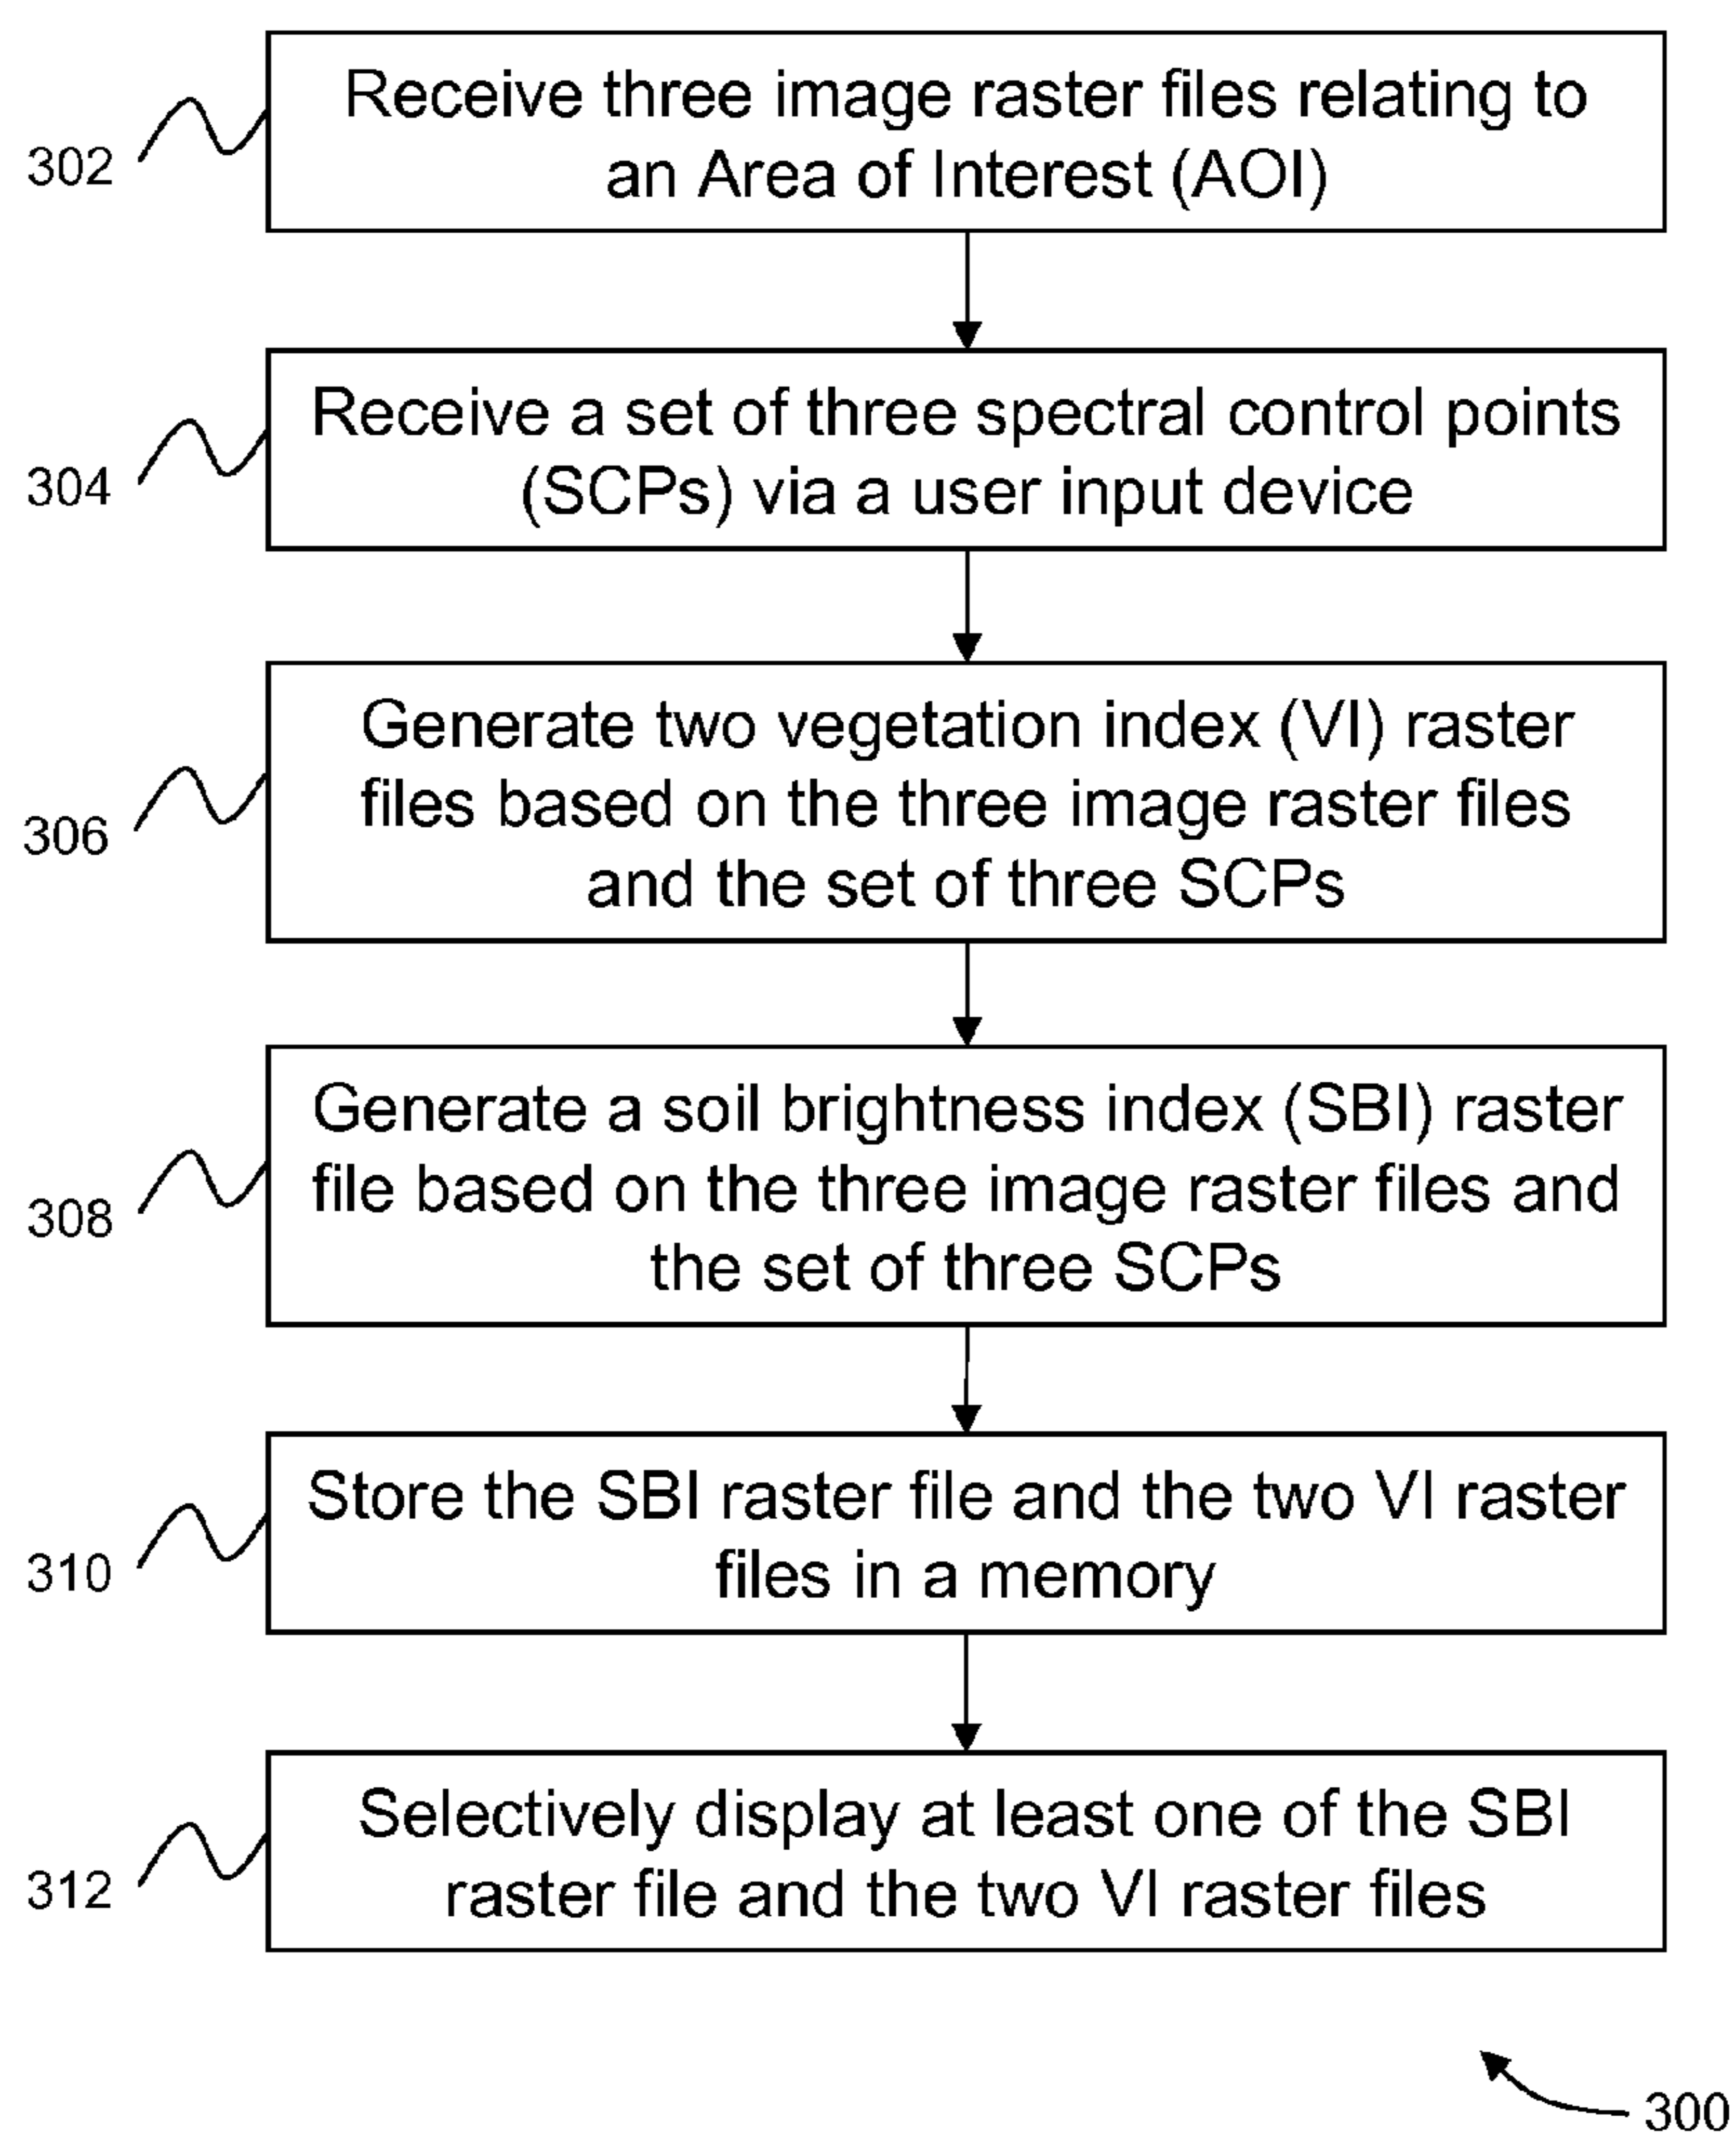 Receive three image raster files relating to
an Area of Interest (AOI)
302
Receive a set of three spectral control points
(SCPs) via a user input device
304
Generate two vegetation index (VI) raster
files based on the three image raster files
and the set of three SCPs
306
Generate a soil brightness index (SBI) raster
file based on the three image raster files and
the set of three SCPs
308
Store the SBI raster file and the two VI raster
files in a memory
310
Selectively display at least one of the SBI
raster file and the two VI raster files
312
300